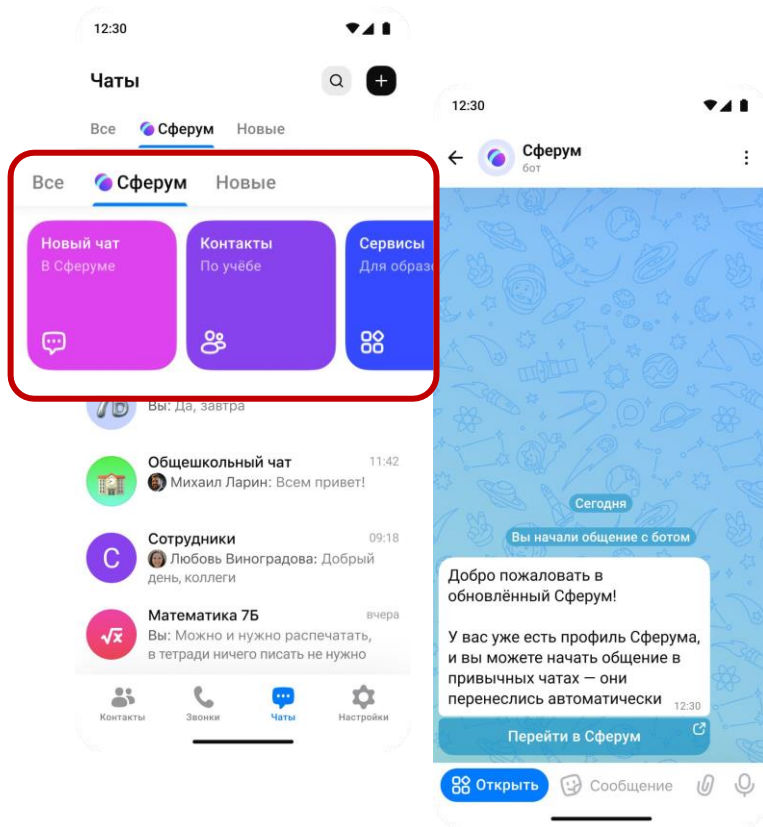 12:30
Чаты
Все Сферум Новые
Все Сферум Новые
Новый чат
В Сферуме
Контакты
По учёбе
Сервисы
Для образо
7Б
Вы: Да, завтра
Общешкольный чат 11:42
Михаил Ларин: Всем привет!
С
Сотрудники 09:18
Любовь Виноградова: Добрый
день, коллеги
√x
Математика 7Б вчера
Вы: Можно и нужно распечатать,
в тетради ничего писать не нужно
Контакты Звонки Чаты Настройки
12:30
Сферум
бот
Сегодня
Вы начали общение с ботом
Добро пожаловать в
обновлённый Сферум!
У вас уже есть профиль Сферума,
и вы можете начать общение в
привычных чатах — они
перенеслись автоматически 12:30
Перейти в Сферум
Открыть Сообщение